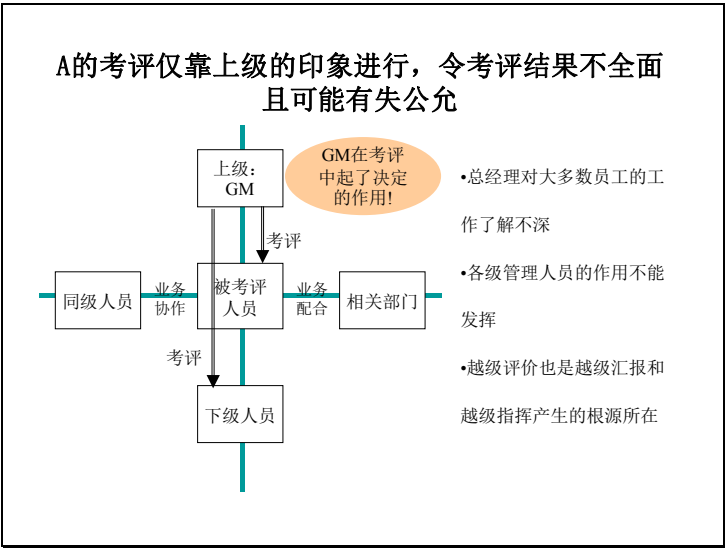 A的考评仅靠上级的印象进行，令考评结果不全面
且可能有失公允
上级：
GM
GM在考评
中起了决定
的作用!
考评
同级人员
业务
协作
被考评
人员
业务
配合
相关部门
考评
下级人员
•总经理对大多数员工的工
作了解不深
•各级管理人员的作用不能
发挥
•越级评价也是越级汇报和
越级指挥产生的根源所在